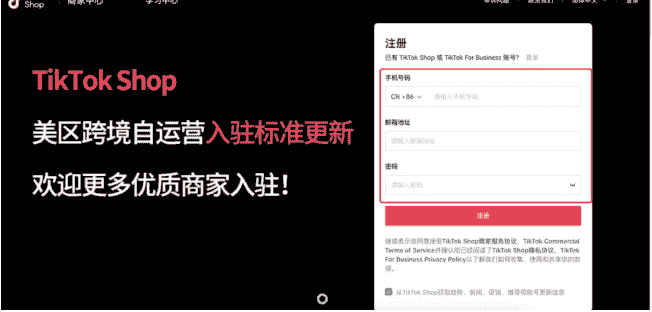 Shop 商家中心 学习中心
联系我们 简体中文 登录
注册
已有 TikTok Shop 或 TikTok For Business 账号? 登录
手机号码
CN +86 请输入手机号码
TikTok Shop
邮箱地址
美区跨境自运营入驻标准更新
请输入邮箱地址
密码
欢迎更多优质商家入驻!
请输入密码
注册
继续表示您同意接受TikTok Shop商家服务协议, TikTok Commercial
Terms of Service并确认您已经阅读了TikTok Shop隐私协议, TikTok
For Business Privacy Policy以了解我们如何收集、使用和共享您的数
据。
从TikTok Shop获取趋势、新闻、促销、推荐和账号更新信息